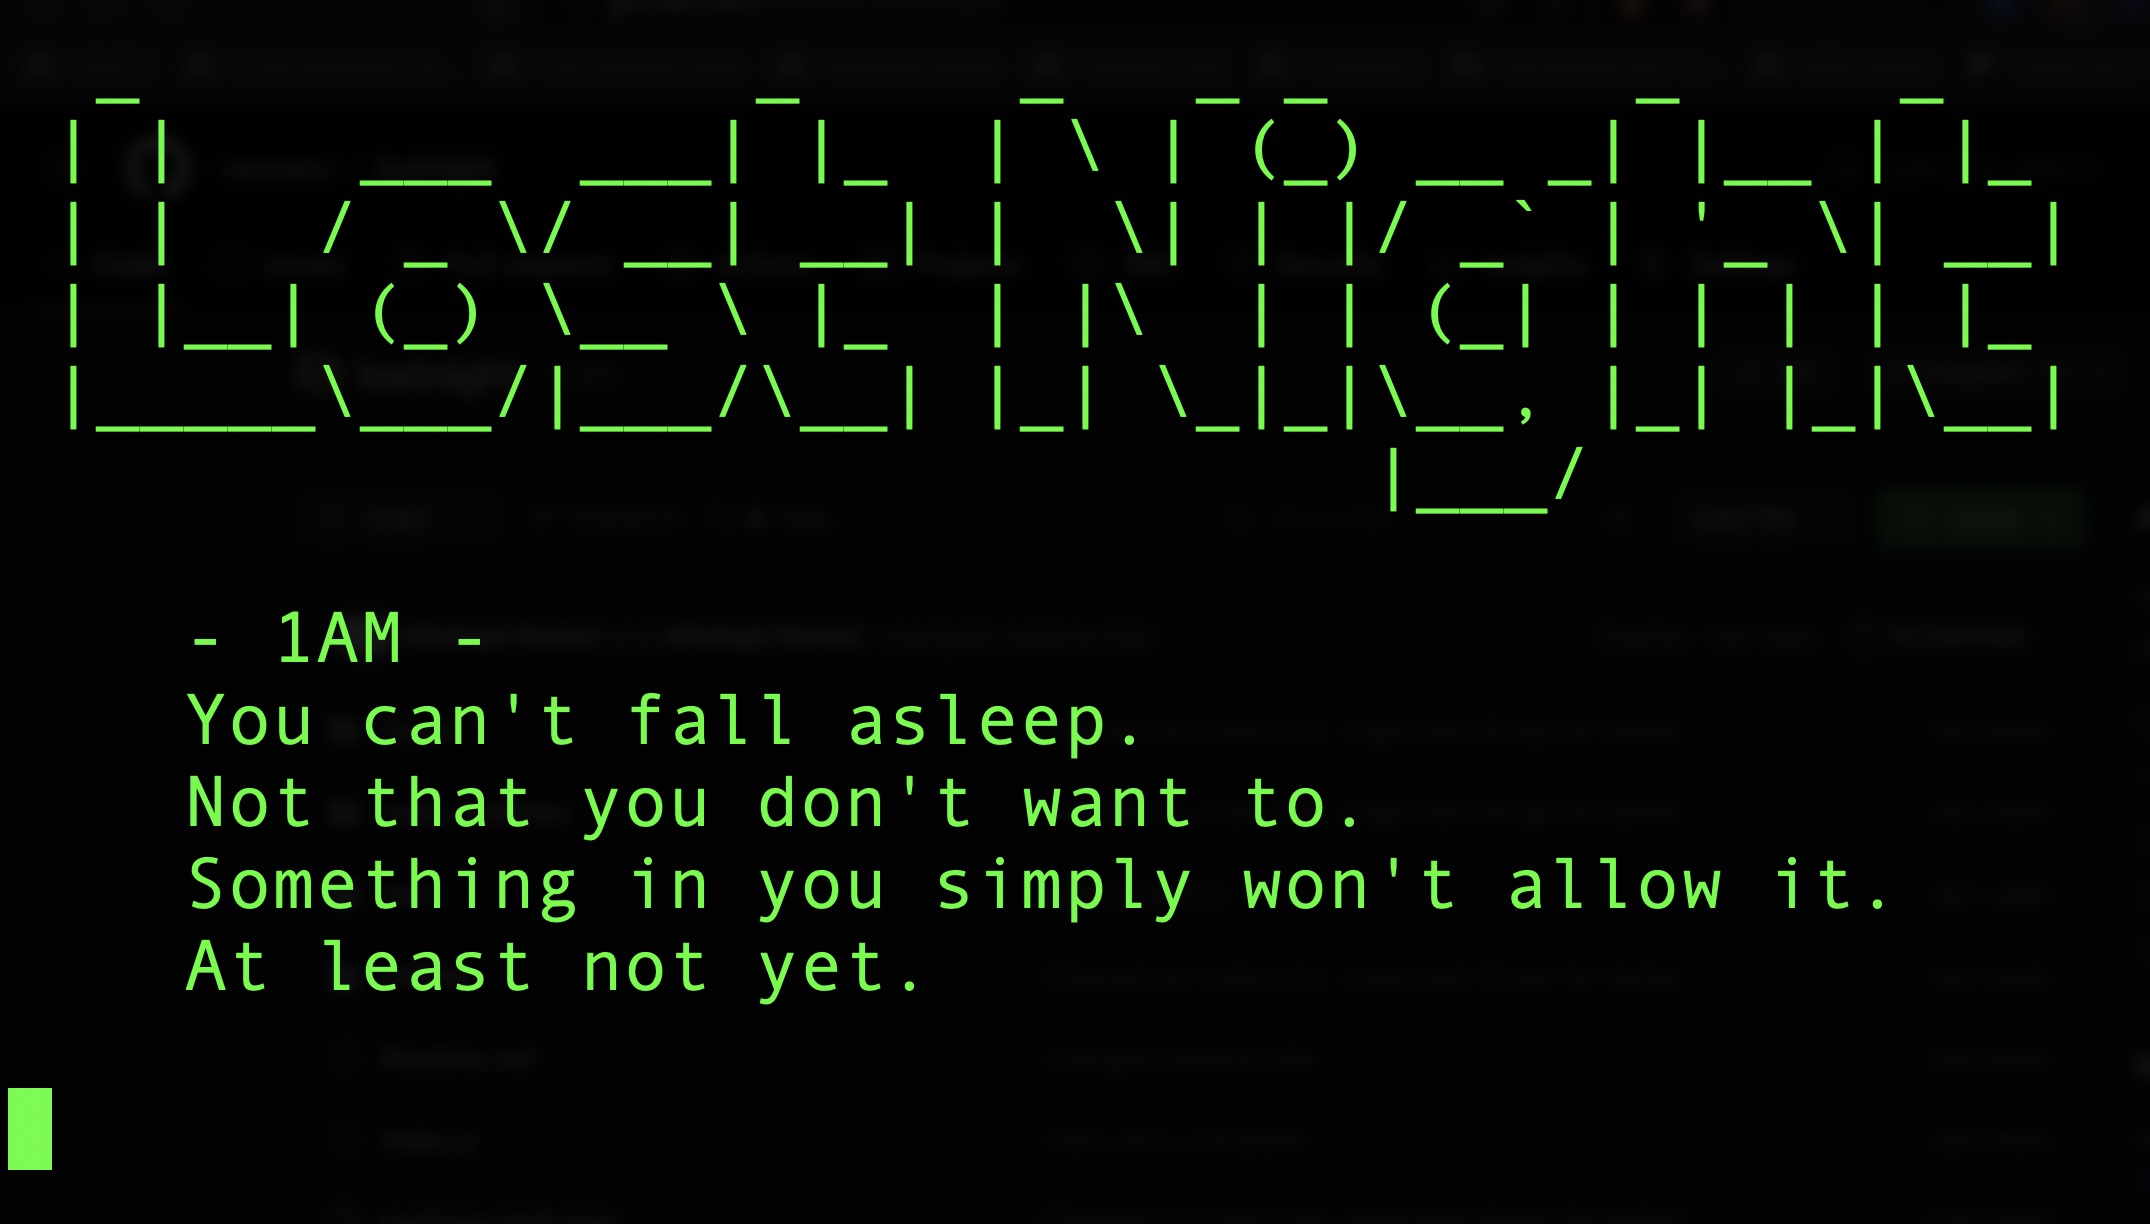 Lost Night
- 1AM -
You can't fall asleep.
Not that you don't want to.
Something in you simply won't allow it.
At least not yet.